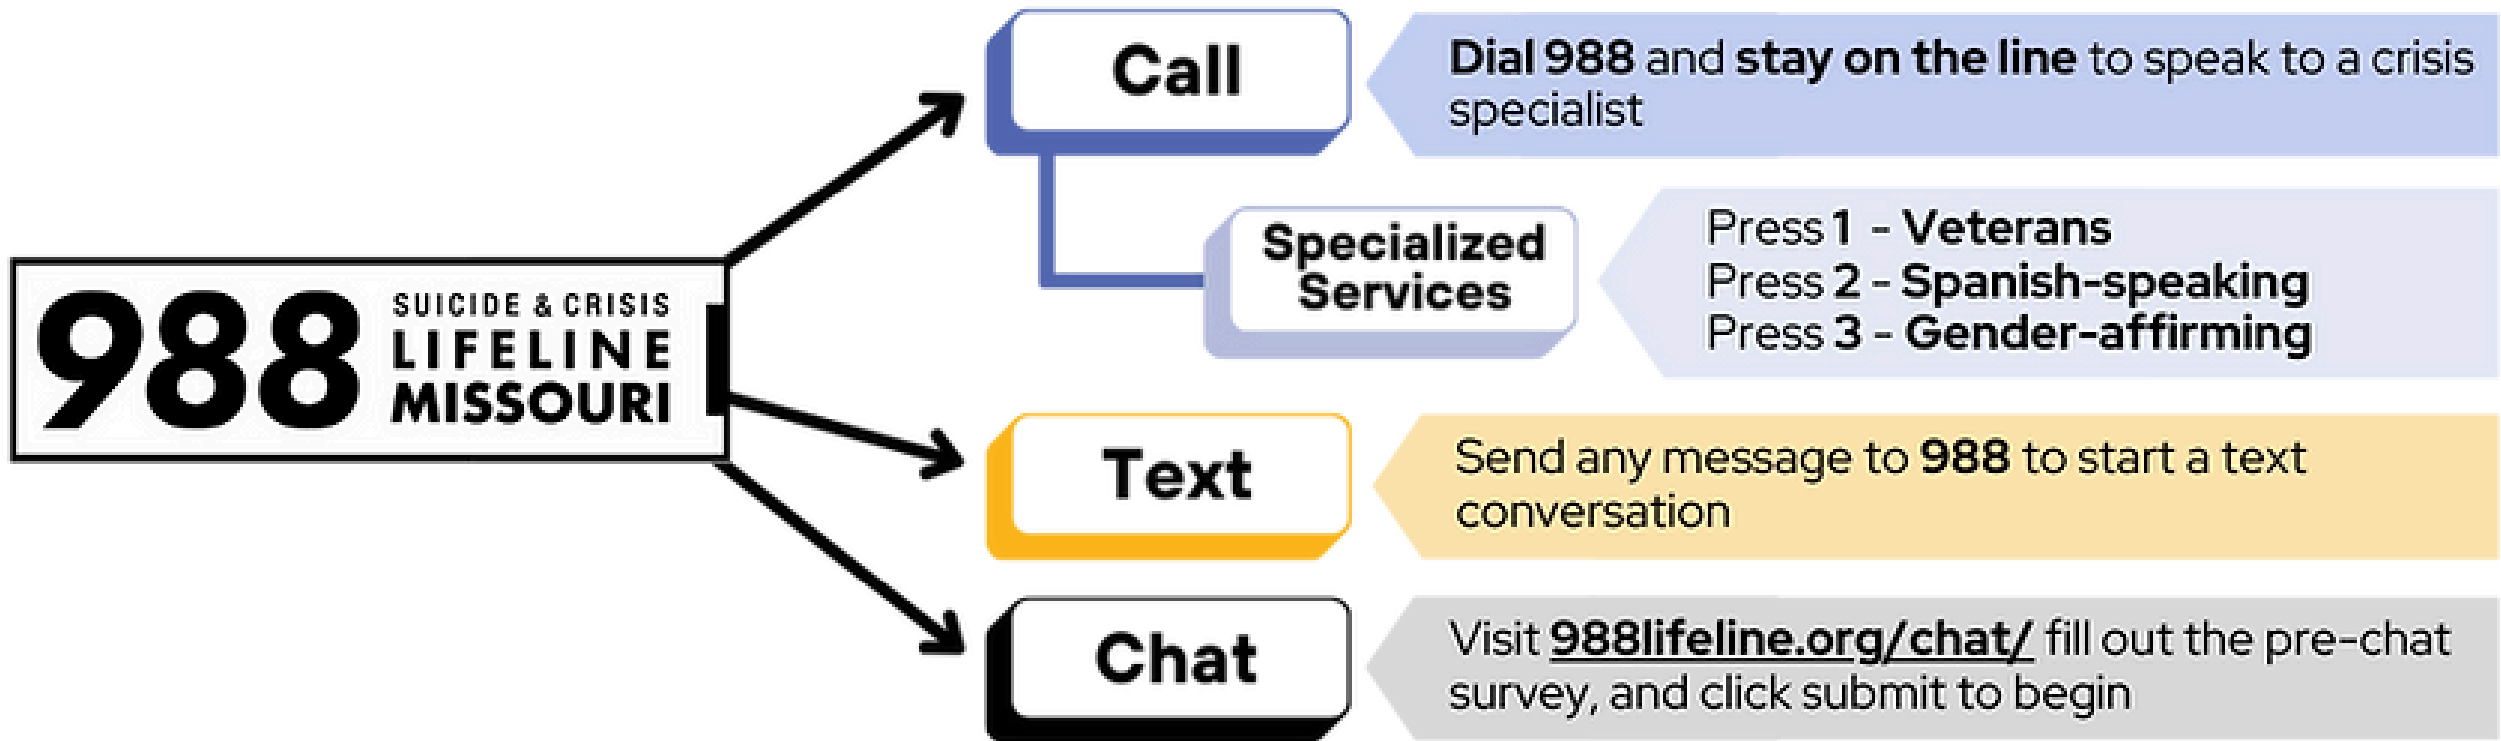 988
SUICIDE & CRISIS
LIFELINE
MISSOURI
Call
Dial 988 and stay on the line to speak to a crisis
specialist
Specialized
Services
Press 1 - Veterans
Press 2 - Spanish-speaking
Press 3 - Gender-affirming
Text
Send any message to 988 to start a text
conversation
Chat
Visit 988lifeline.org/chat/ fill out the pre-chat
survey, and click submit to begin